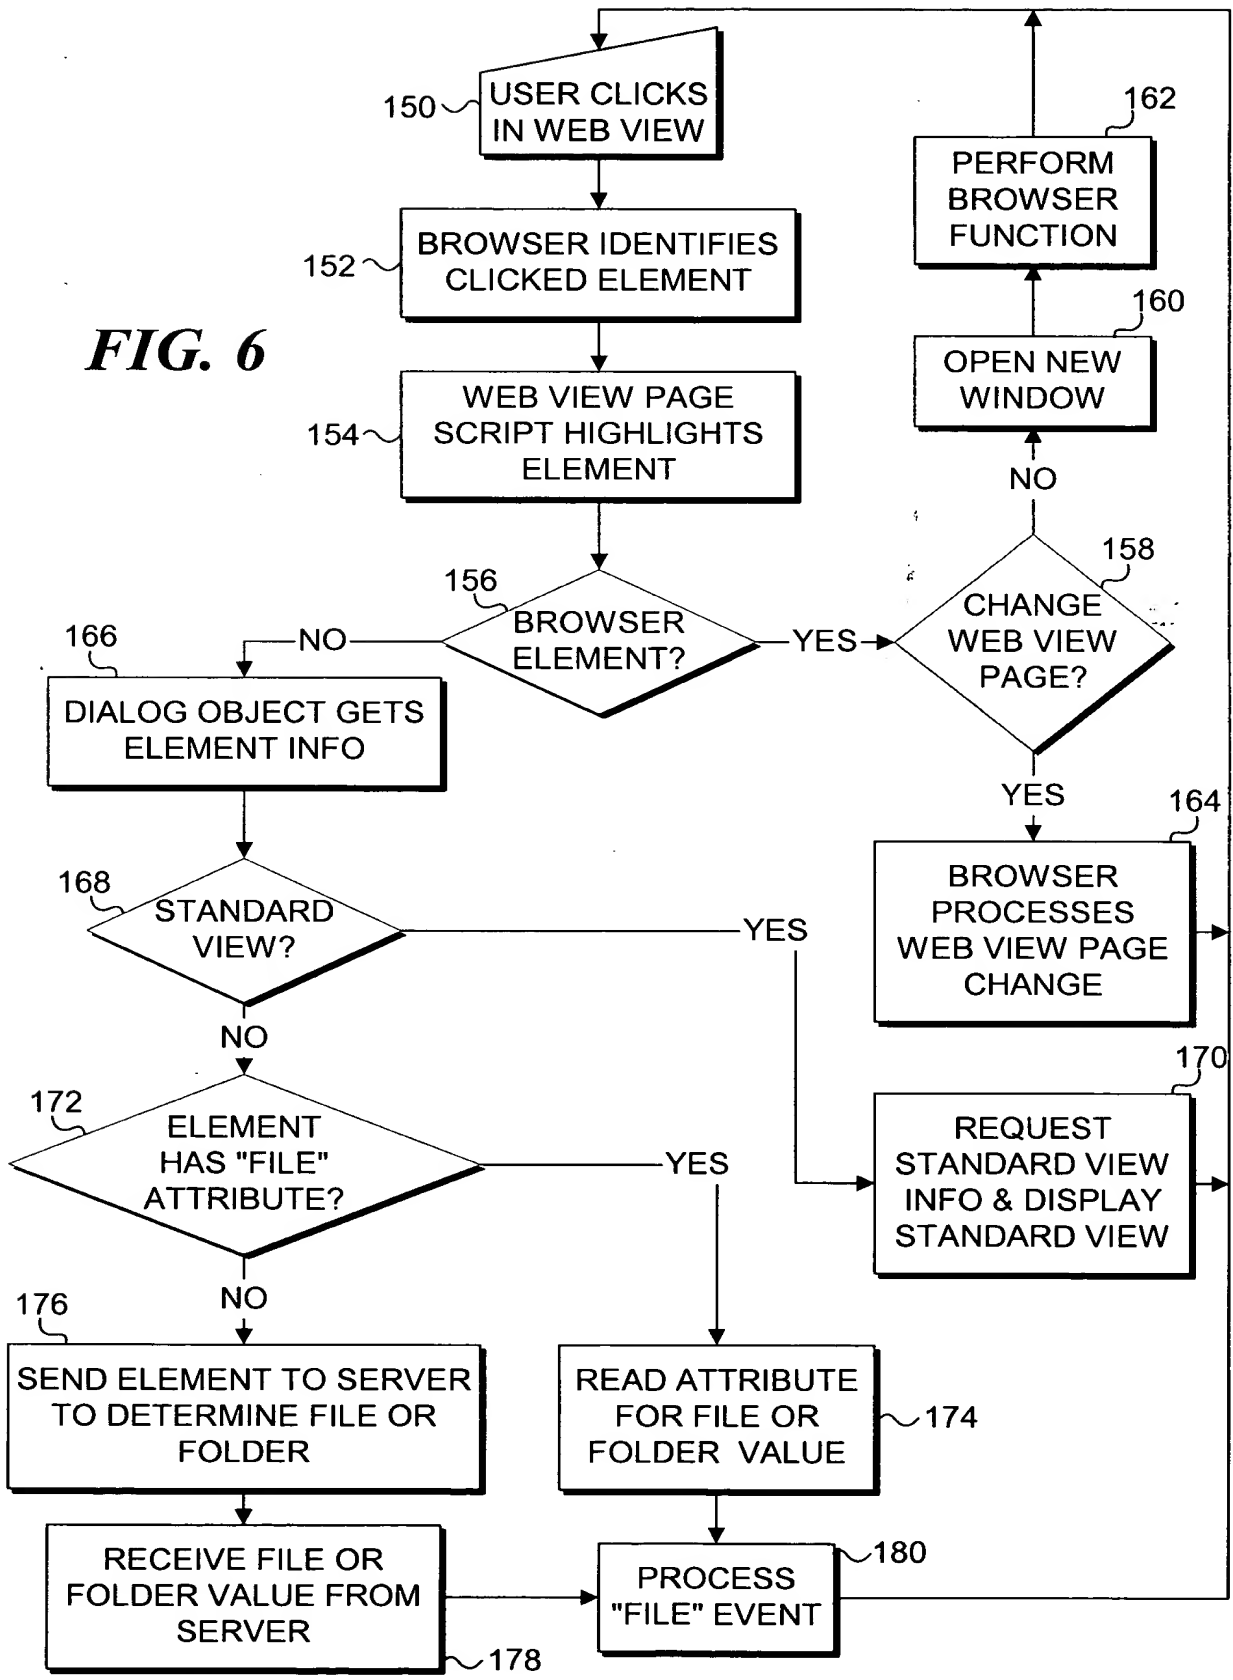 150
USER CLICKS
IN WEB VIEW
162
PERFORM
BROWSER
FUNCTION
152
BROWSER IDENTIFIES
CLICKED ELEMENT
160
OPEN NEW
WINDOW
FIG. 6
154
WEB VIEW PAGE
SCRIPT HIGHLIGHTS
ELEMENT
NO
156
BROWSER
ELEMENT?
NO
YES
158
CHANGE
WEB VIEW
PAGE?
166
DIALOG OBJECT GETS
ELEMENT INFO
YES
164
BROWSER
PROCESSES
WEB VIEW PAGE
CHANGE
168
STANDARD
VIEW?
YES
NO
170
REQUEST
STANDARD VIEW
INFO & DISPLAY
STANDARD VIEW
172
ELEMENT
HAS "FILE"
ATTRIBUTE?
YES
NO
176
SEND ELEMENT TO SERVER
TO DETERMINE FILE OR
FOLDER
READ ATTRIBUTE
FOR FILE OR
FOLDER VALUE
174
RECEIVE FILE OR
FOLDER VALUE FROM
SERVER
178
PROCESS
"FILE" EVENT
180